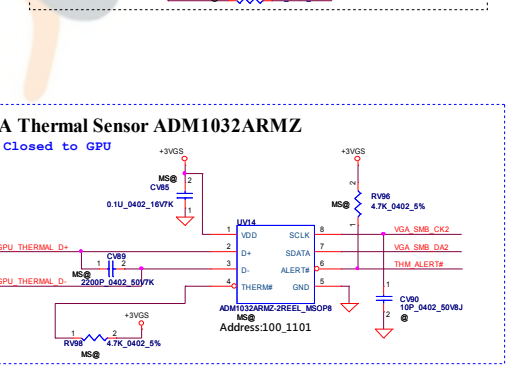 A Thermal Sensor ADM1032ARMZ
Closed to GPU
+3VGS
+3VGS
MS@
CV85
2
1
0.1U_0402_16V7K
MS@
2
1
RV96
4.7K_0402_5%
UV14
1 VDD SCLK 8 VGA_SMB_CK2
GPU_THERMAL_D+ 2 D+ SDATA 7 VGA_SMB_DA2
CV89
1 2
3 D- ALERT# 6 THM_ALERT#
GPU_THERMAL_D- MS@ 2200P_0402_50V7K
4 THERM# GND 5
ADM1032ARMZ-2REEL_MSOP8
MS@
Address:100_1101
1
2
CV90
10P_0402_50V8J
@
+3VGS
1 2
RV98 4.7K_0402_5%
MS@